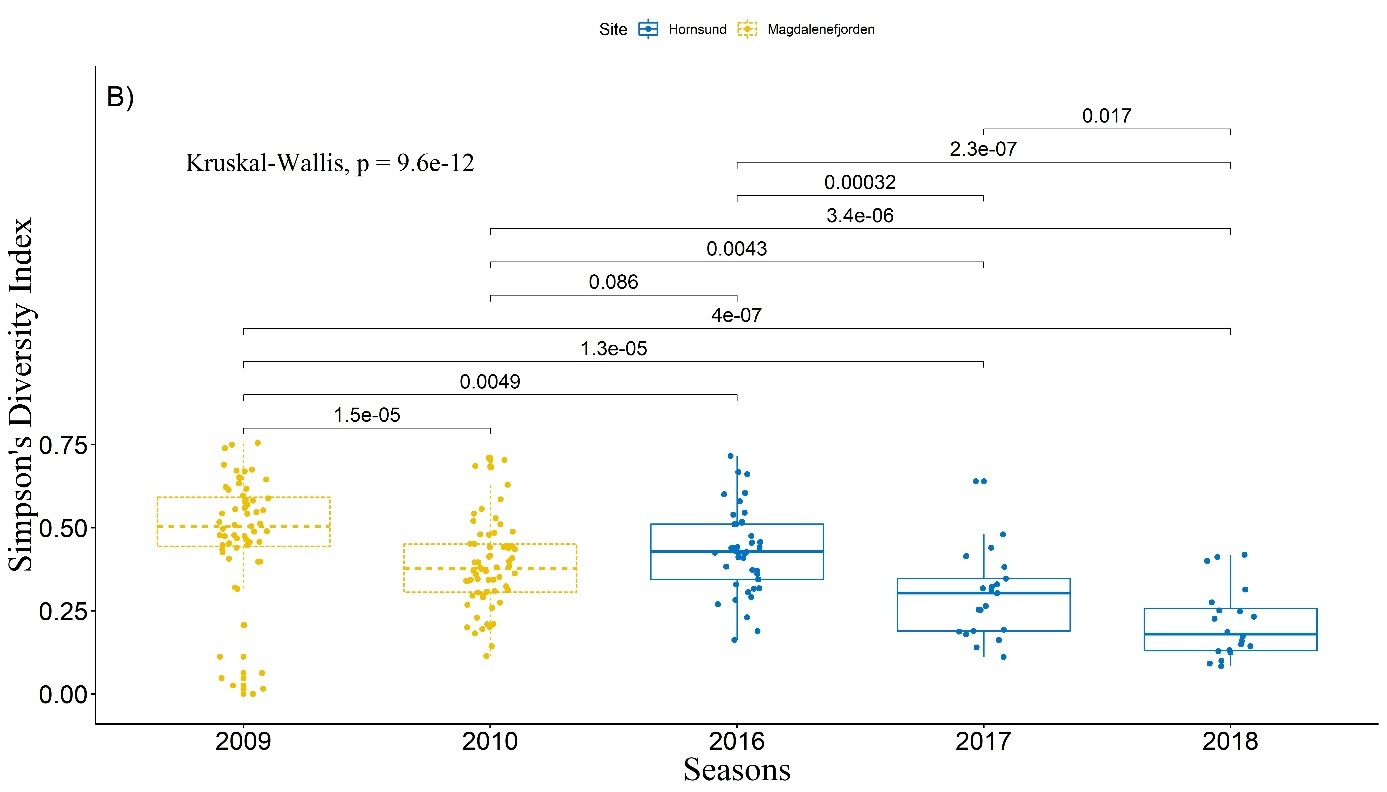 Site Hornsund Magdalenefjorden
B)
0.017
2.3e-07
Kruskal-Wallis, p = 9.6e-12
0.00032
3.4e-06
0.0043
0.086
4e-07
1.3e-05
0.0049
1.5e-05
Simpson's Diversity Index
0.75
0.50
0.25
0.00
2009 2010 2016 2017 2018
Seasons